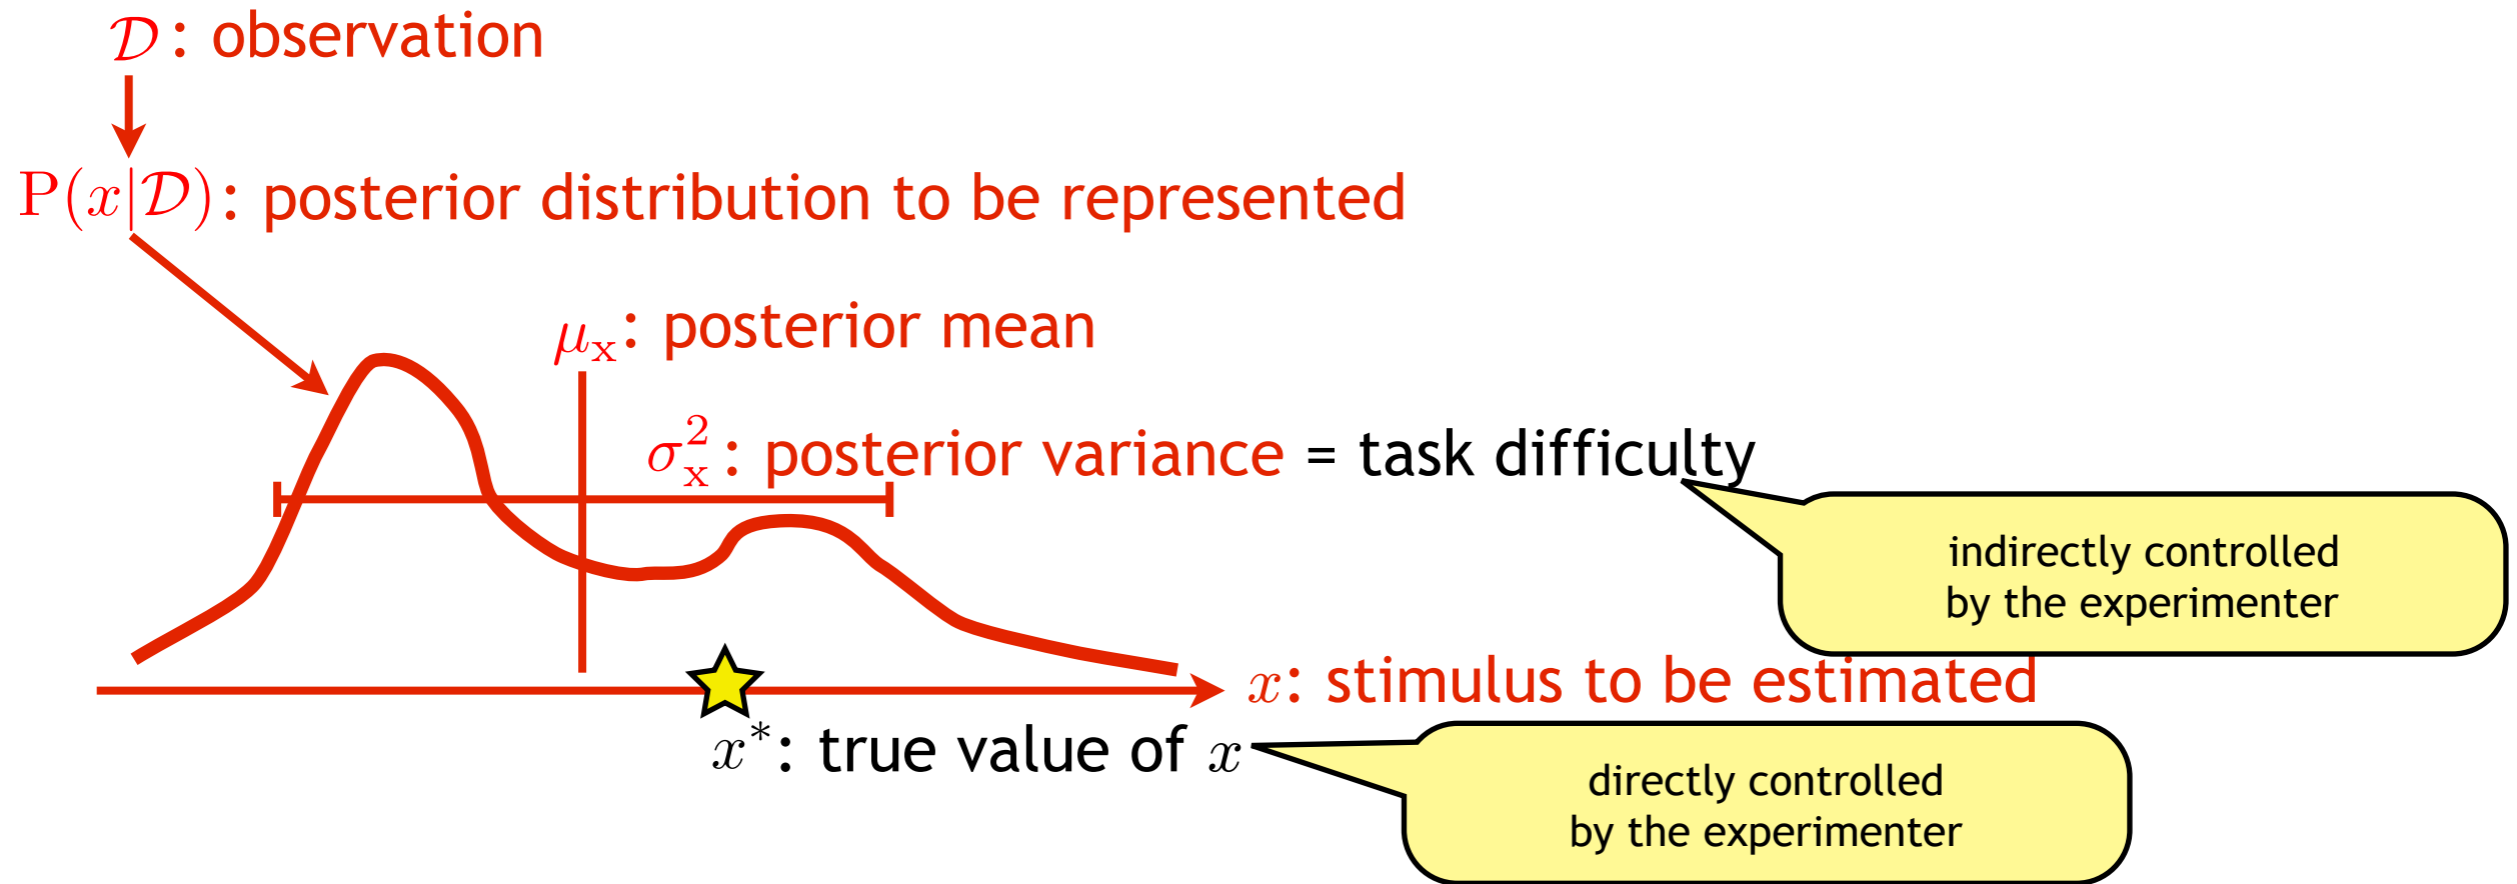 𝒟: observation
P(x|𝒟): posterior distribution to be represented
μₓ: posterior mean
σ²ₓ: posterior variance = task difficulty
indirectly controlled
by the experimenter
x: stimulus to be estimated
x*: true value of x
directly controlled
by the experimenter